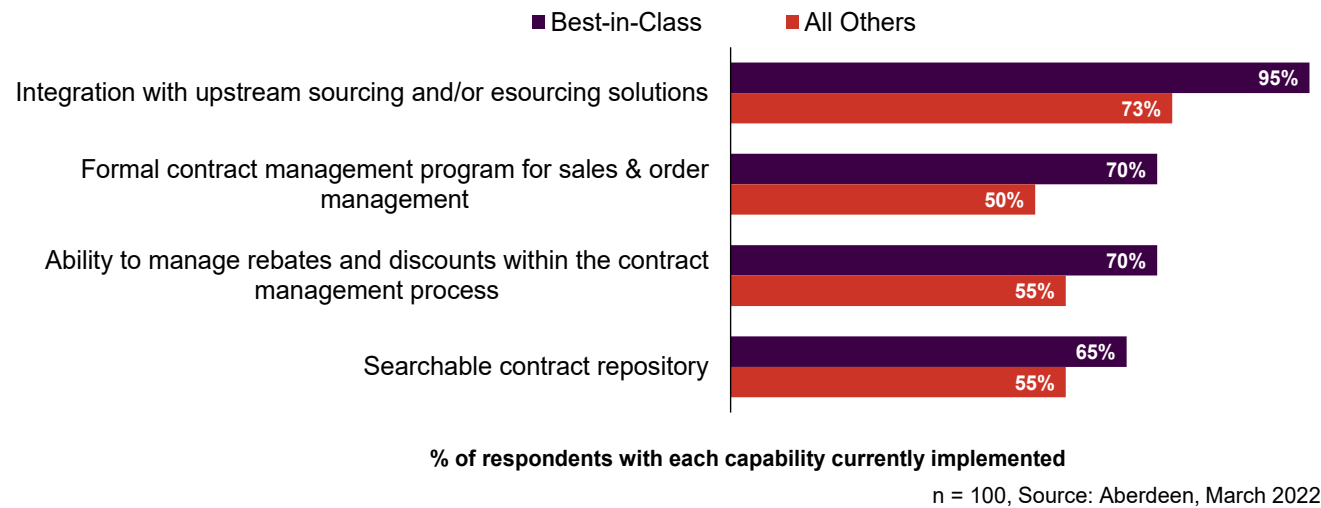 Best-in-Class All Others
Integration with upstream sourcing and/or esourcing solutions
95%
73%
Formal contract management program for sales & order
management
70%
50%
Ability to manage rebates and discounts within the contract
management process
70%
55%
Searchable contract repository
65%
55%
% of respondents with each capability currently implemented
n = 100, Source: Aberdeen, March 2022